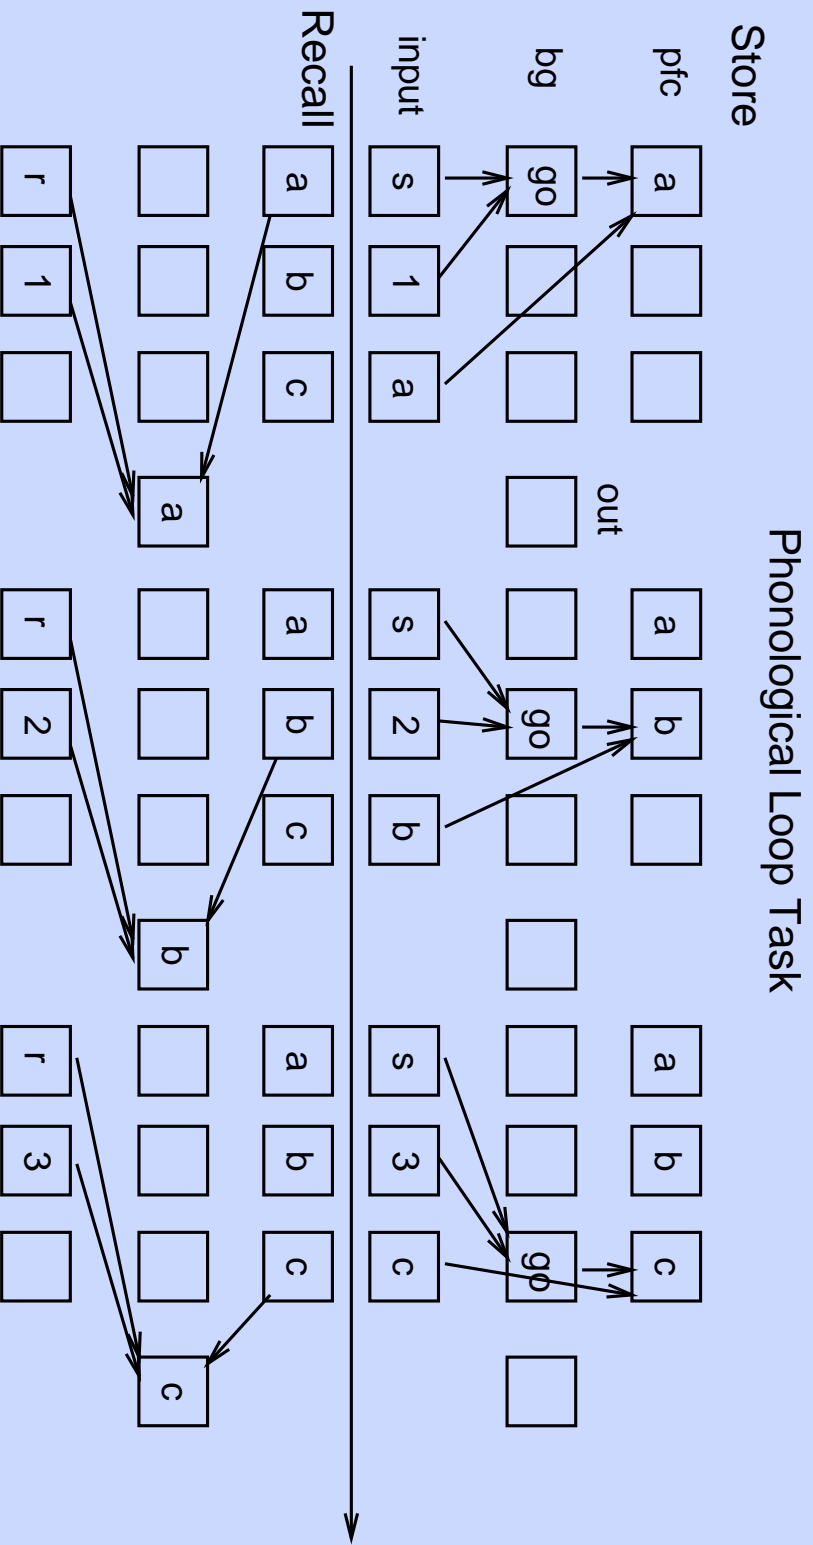 Phonological Loop Task
Store
pfc a a b a b c
out
bg go go go
input s 1 a s 2 b s 3 c
Recall
a b c a b c a b c
a b c
r 1 r 2 r 3